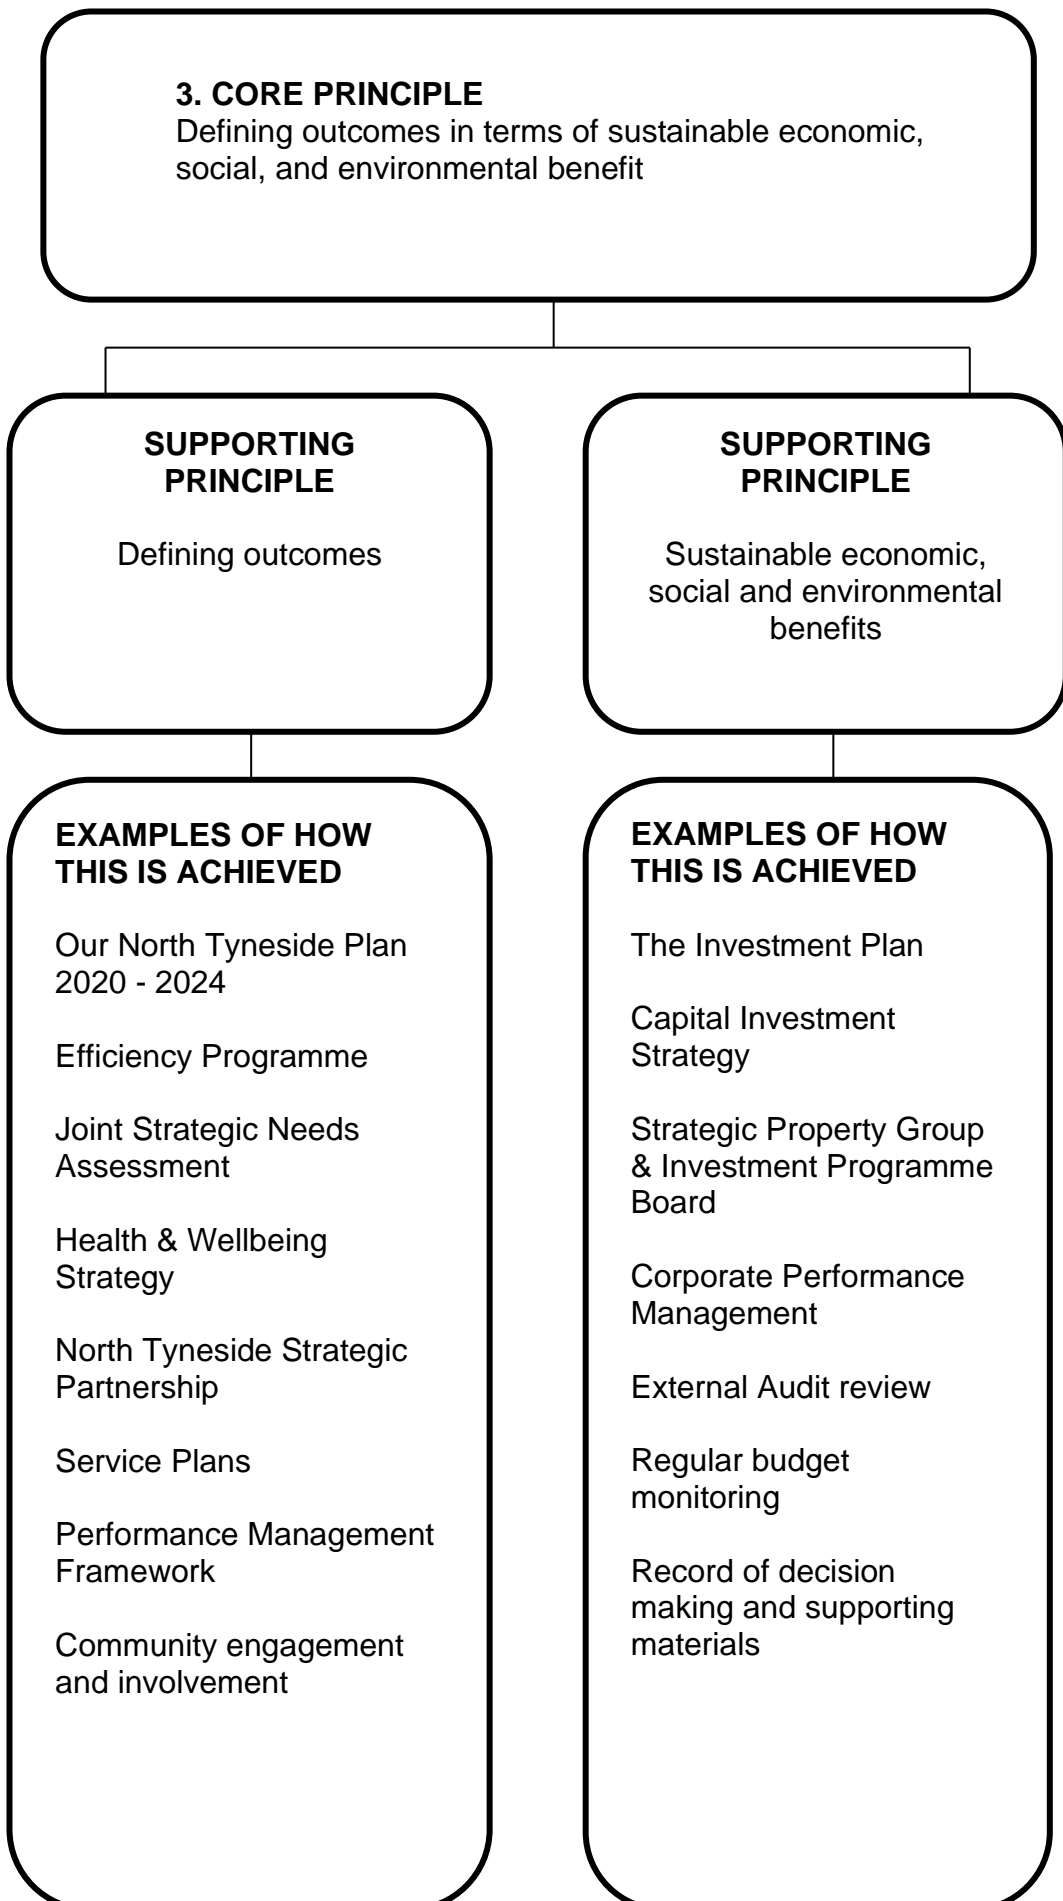 3. CORE PRINCIPLE
Defining outcomes in terms of sustainable economic,
social, and environmental benefit
SUPPORTING
PRINCIPLE
Defining outcomes
SUPPORTING
PRINCIPLE
Sustainable economic,
social and environmental
benefits
EXAMPLES OF HOW
THIS IS ACHIEVED
Our North Tyneside Plan
2020 - 2024
Efficiency Programme
Joint Strategic Needs
Assessment
Health & Wellbeing
Strategy
North Tyneside Strategic
Partnership
Service Plans
Performance Management
Framework
Community engagement
and involvement
EXAMPLES OF HOW
THIS IS ACHIEVED
The Investment Plan
Capital Investment
Strategy
Strategic Property Group
& Investment Programme
Board
Corporate Performance
Management
External Audit review
Regular budget
monitoring
Record of decision
making and supporting
materials